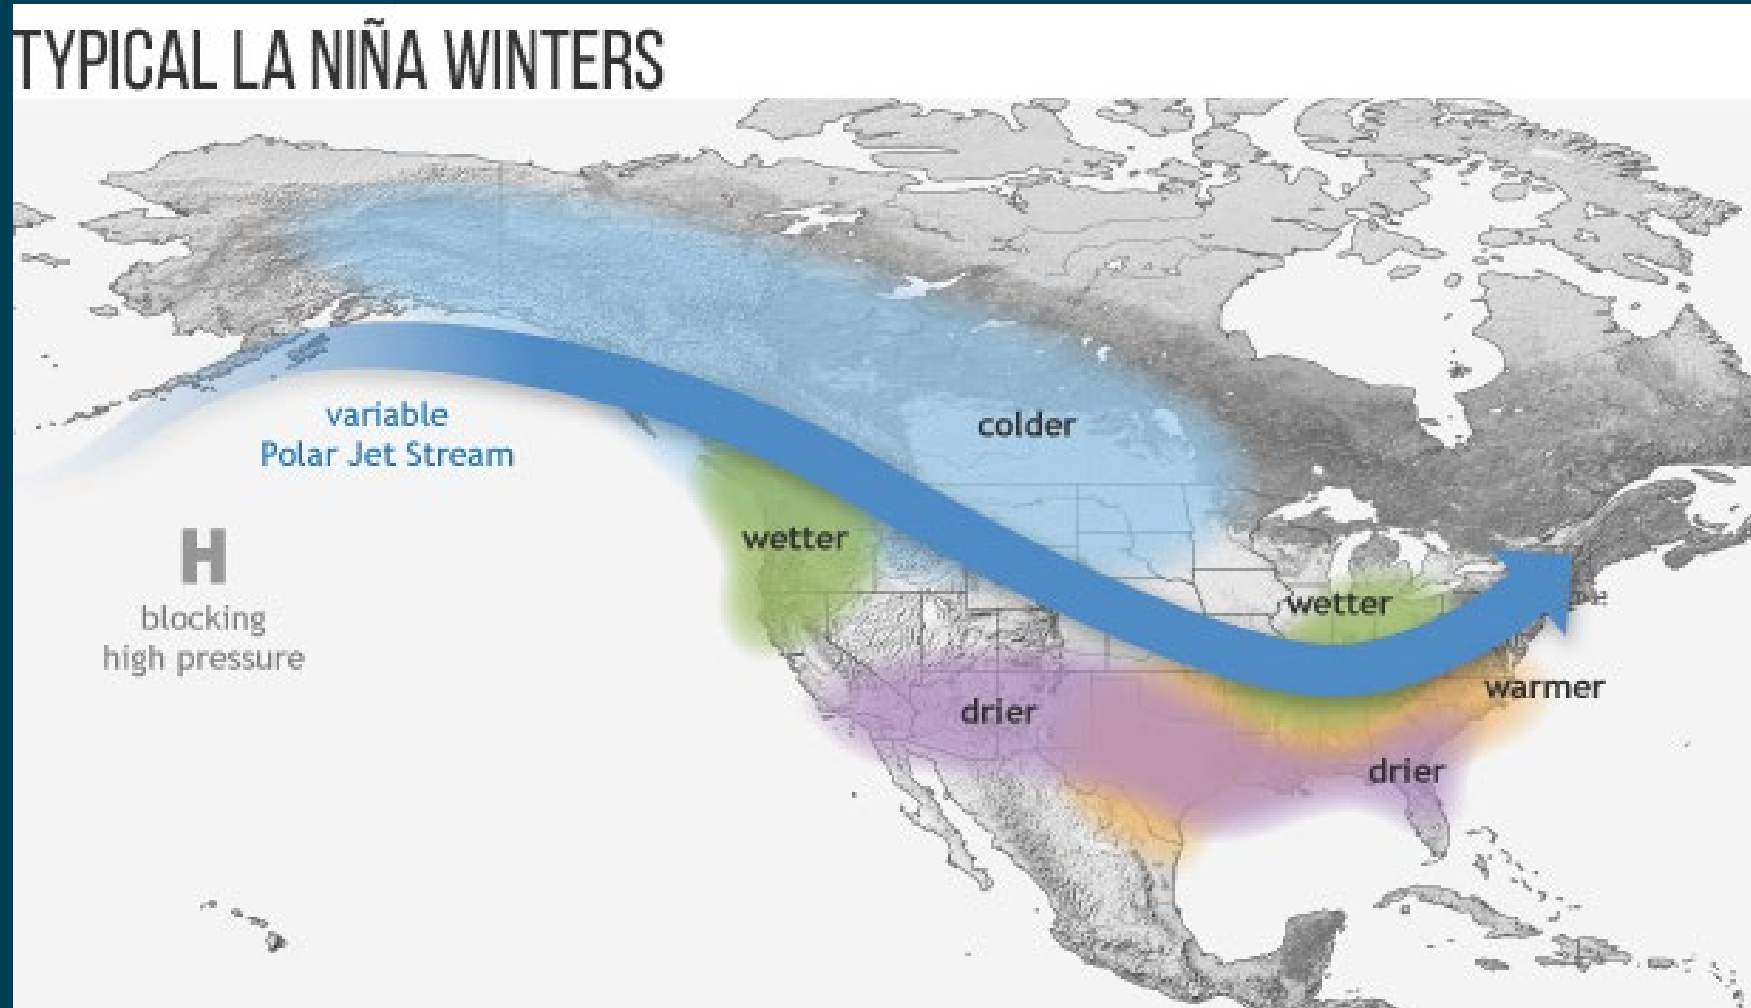 TYPICAL LA NIÑA WINTERS
colder
variable
Polar Jet Stream
wetter
H
blocking
high pressure
wetter
warmer
drier
drier